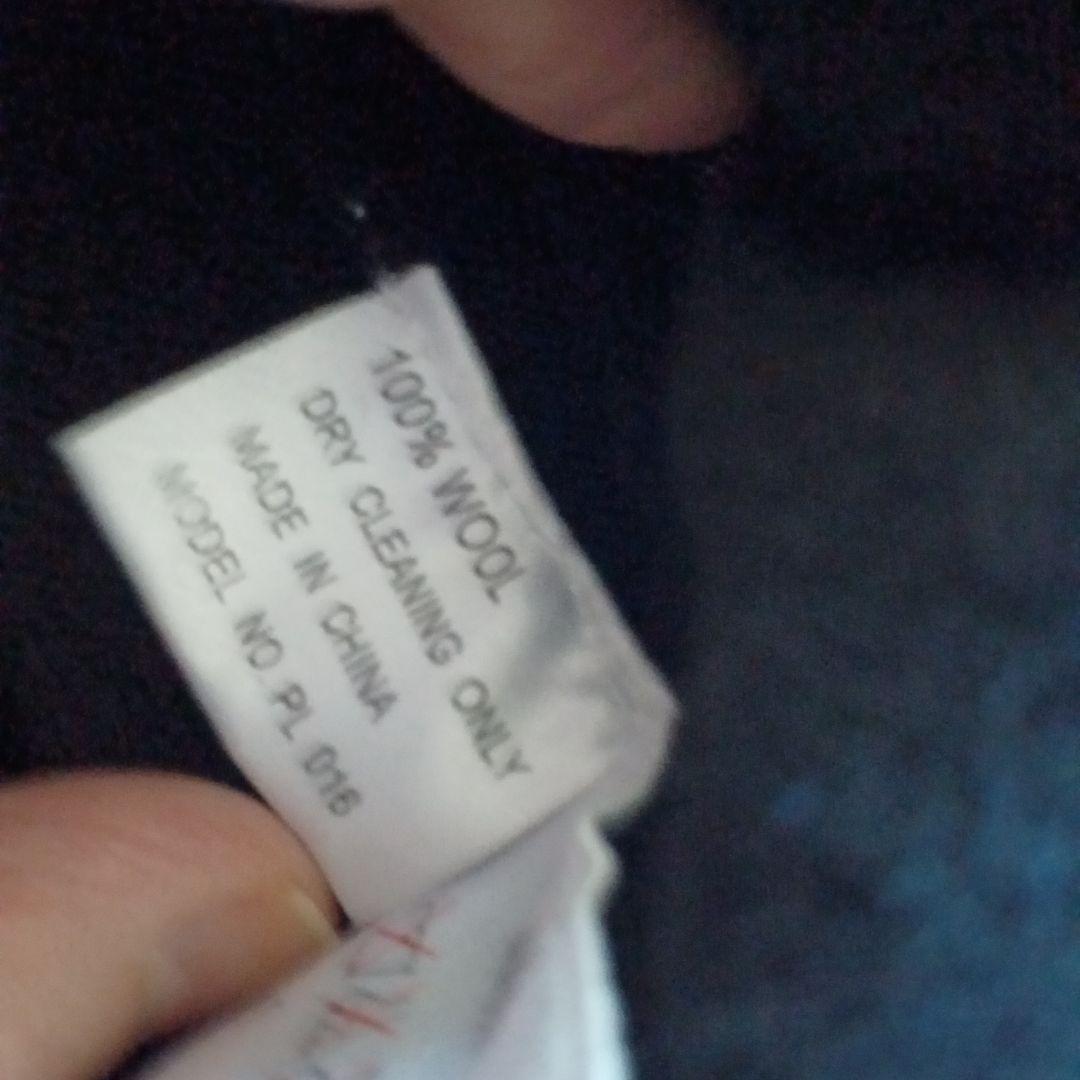 100% WOOL
DRY CLEANING ONLY
MADE IN CHINA
MODEL NO. PL 016